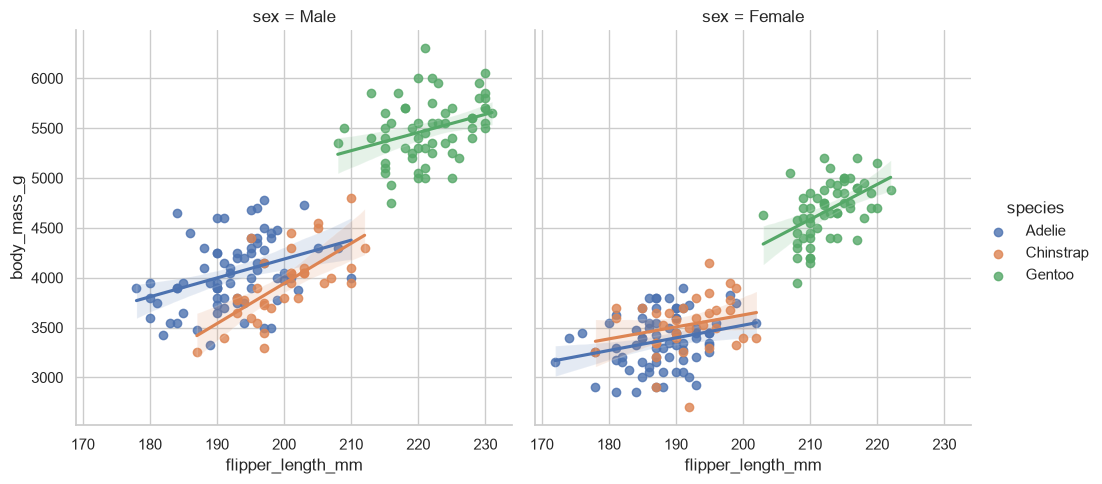 sex = Male
sex = Female
body_mass_g
6000
5500
5000
4500
4000
3500
3000
170 180 190 200 210 220 230
170 180 190 200 210 220 230
flipper_length_mm
flipper_length_mm
species
Adelie
Chinstrap
Gentoo